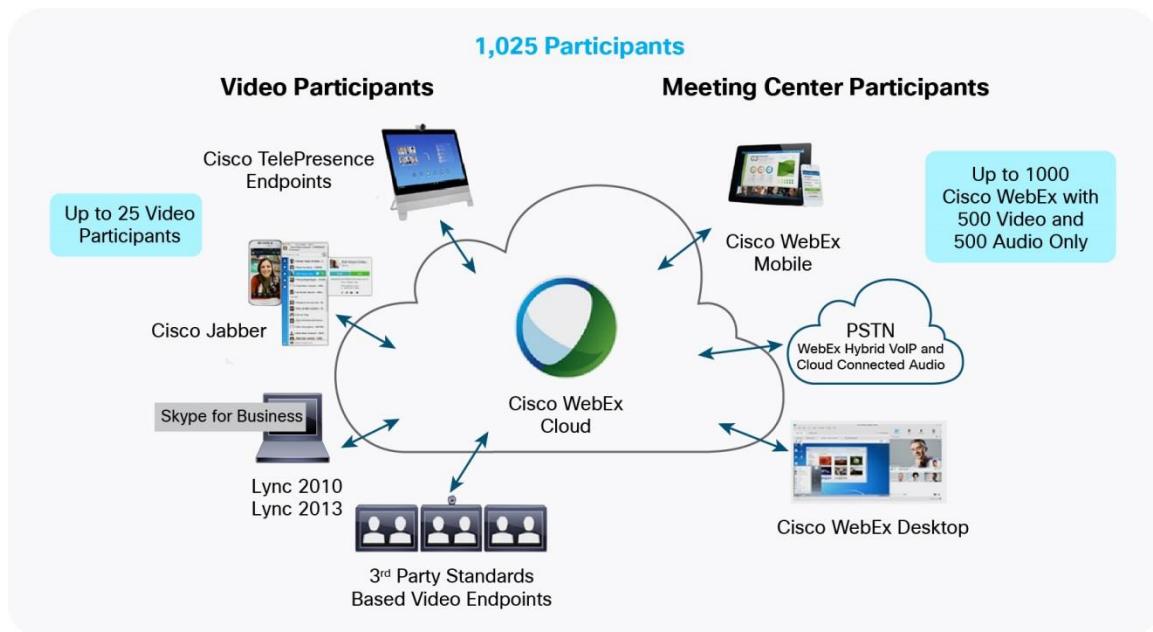 1,025 Participants
Video Participants
Meeting Center Participants
Cisco TelePresence
Endpoints
Up to 25 Video
Participants
Cisco Jabber
Skype for Business
Lync 2010
Lync 2013
3rd Party Standards
Based Video Endpoints
Cisco WebEx
Cloud
Cisco WebEx
Mobile
Up to 1000
Cisco WebEx with
500 Video and
500 Audio Only
PSTN
WebEx Hybrid VoIP and
Cloud Connected Audio
Cisco WebEx Desktop